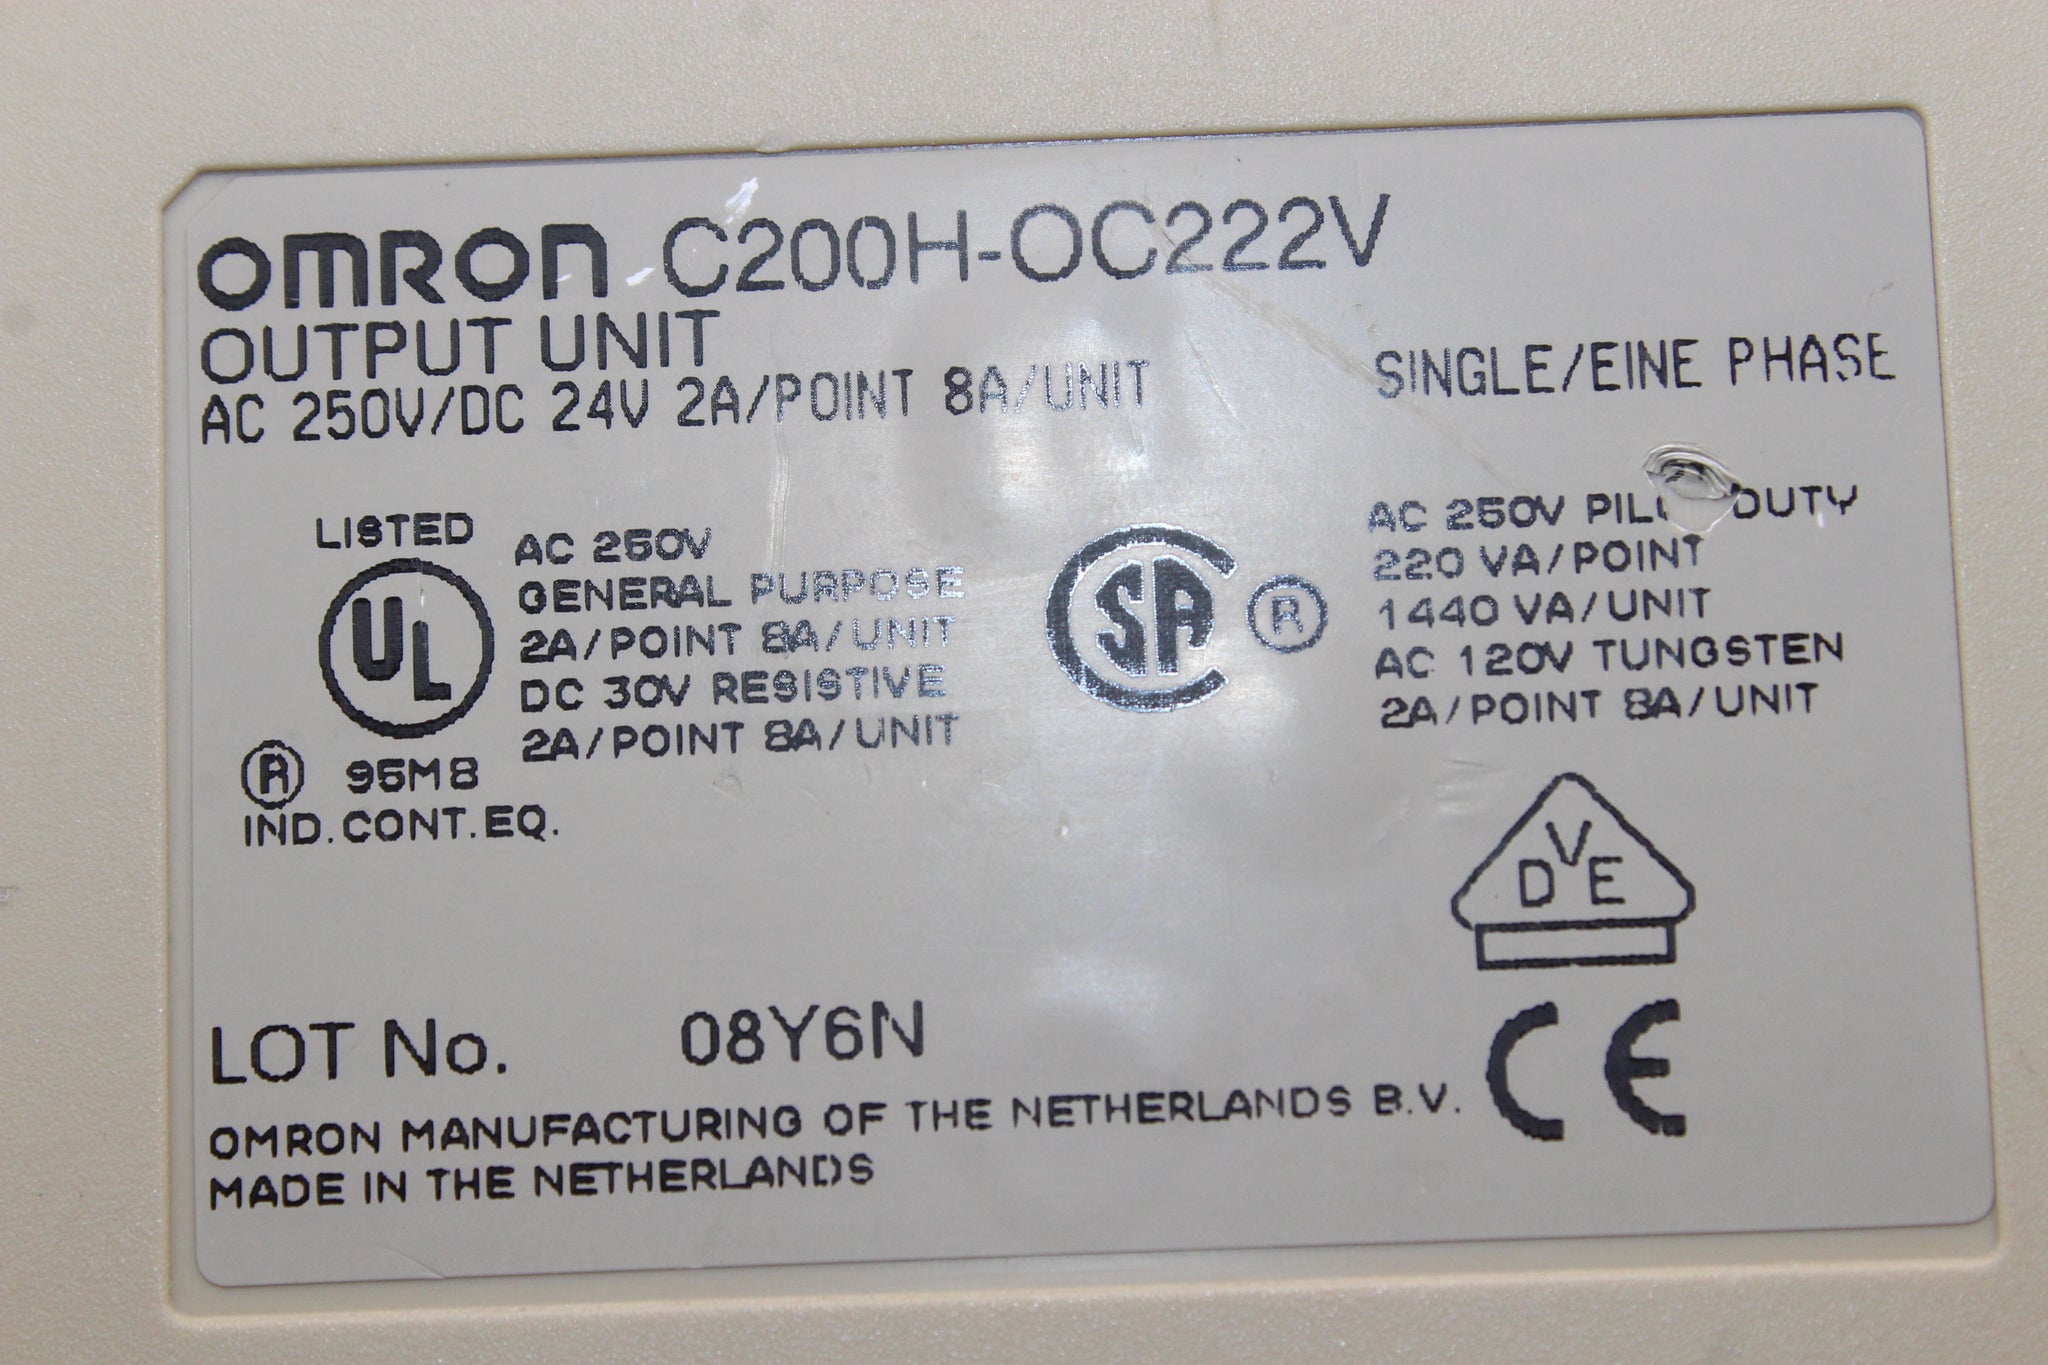 OMRON C200H-OC222V
OUTPUT UNIT
AC 250V/DC 24V 2A/POINT 8A/UNIT
SINGLE/EINE PHASE
LISTED
UL
® 95M8
IND.CONT.EQ.
AC 250V
GENERAL PURPOSE
2A/POINT 8A/UNIT
DC 30V RESISTIVE
2A/POINT 8A/UNIT
CSA ®
AC 250V DUTY
220 VA/POINT
1440 VA/UNIT
AC 120V TUNGSTEN
2A/POINT 8A/UNIT
DVE
LOT No. 08Y6N
CE
OMRON MANUFACTURING OF THE NETHERLANDS B.V.
MADE IN THE NETHERLANDS